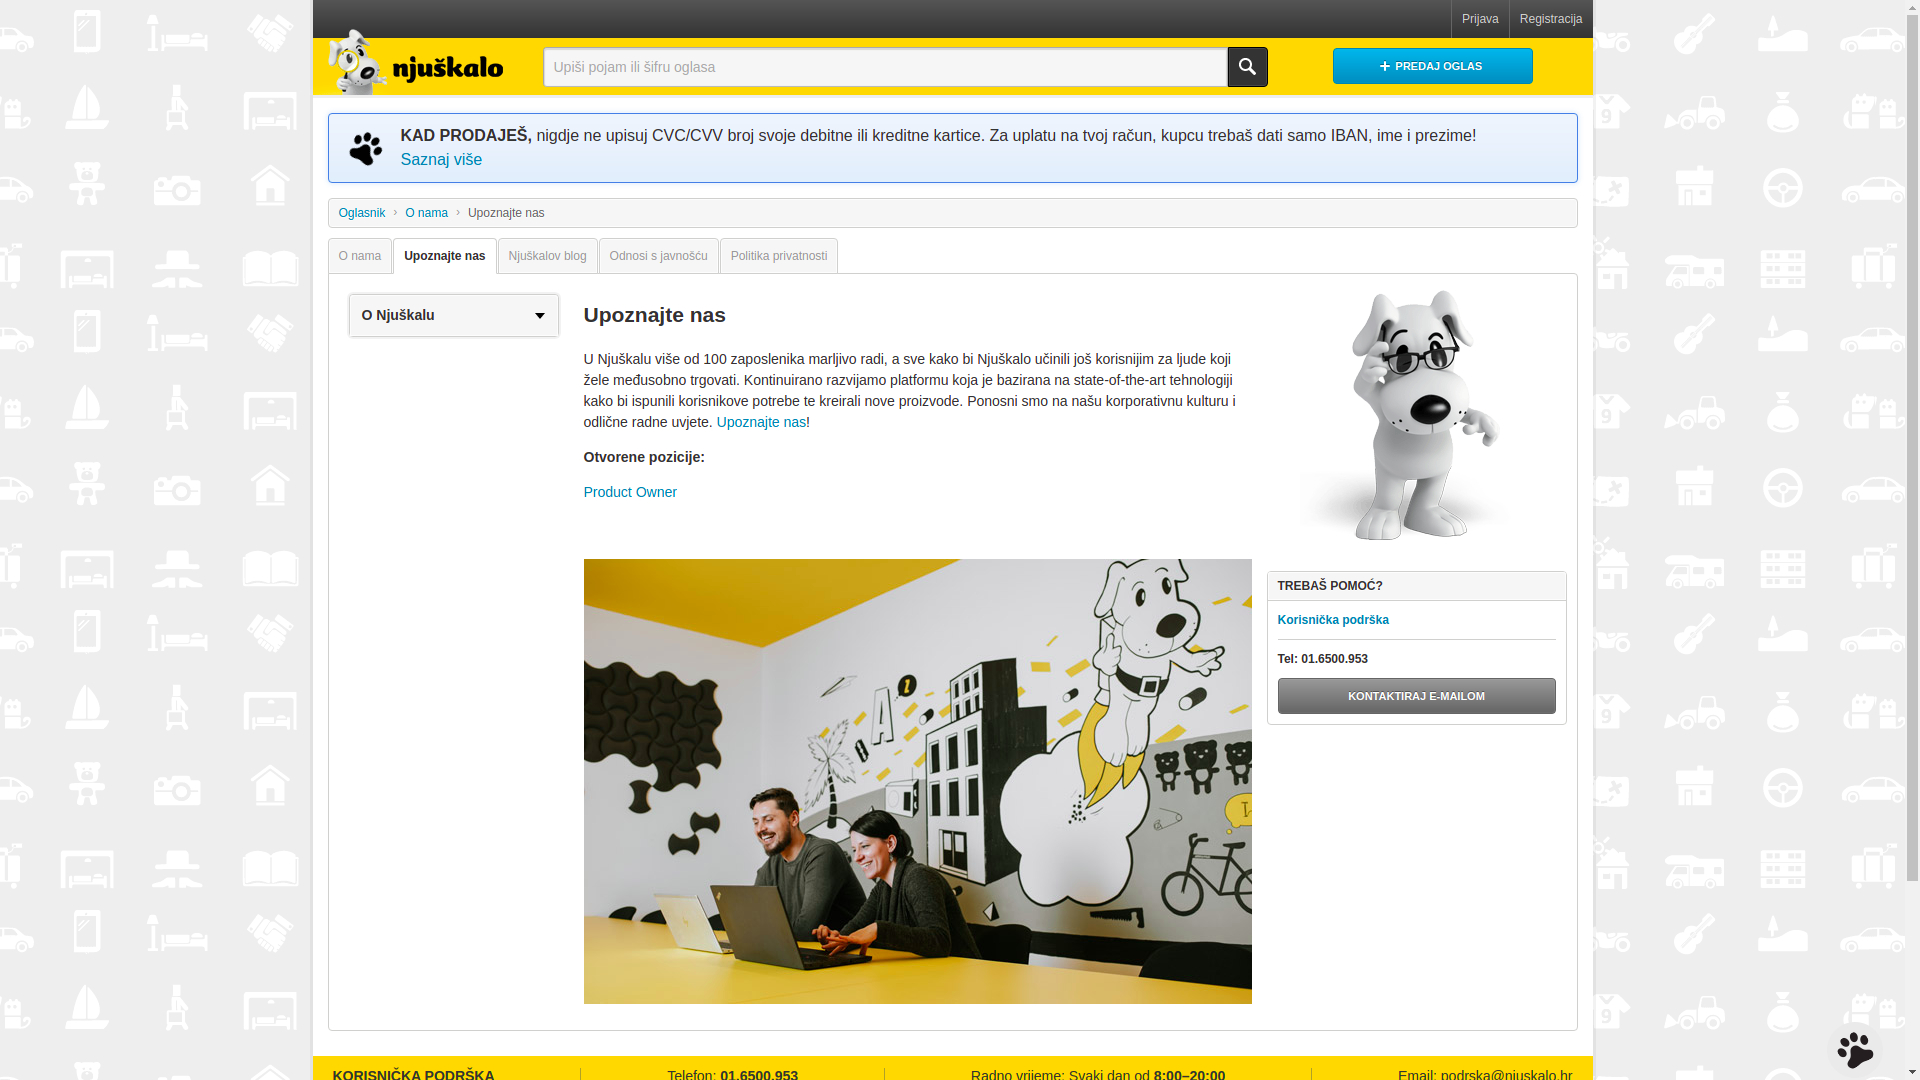 Prijava
Registracija
njuškalo
Upiši pojam ili šifru oglasa
PREDAJ OGLAS
KAD PRODAJEŠ, nigdje ne upisuj CVC/CVV broj svoje debitne ili kreditne kartice. Za uplatu na tvoj račun, kupcu trebaš dati samo IBAN, ime i prezime!
Saznaj više
Oglasnik › O nama › Upoznajte nas
O nama
Upoznajte nas
Njuškalov blog
Odnosi s javnošću
Politika privatnosti
O Njuškalu
Upoznajte nas
U Njuškalu više od 100 zaposlenika marljivo radi, a sve kako bi Njuškalo učinili još korisnijim za ljude koji
žele međusobno trgovati. Kontinuirano razvijamo platformu koja je bazirana na state-of-the-art tehnologiji
kako bi ispunili korisnikove potrebe te kreirali nove proizvode. Ponosni smo na našu korporativnu kulturu i
odlične radne uvjete. Upoznajte nas!
Otvorene pozicije:
Product Owner
TREBAŠ POMOĆ?
Korisnička podrška
Tel: 01.6500.953
KONTAKTIRAJ E-MAILOM
KORISNIČKA PODRŠKA
Telefon: 01.6500.953
Radno vrijeme: Svaki dan od 8:00–20:00
Email: podrska@njuskalo.hr